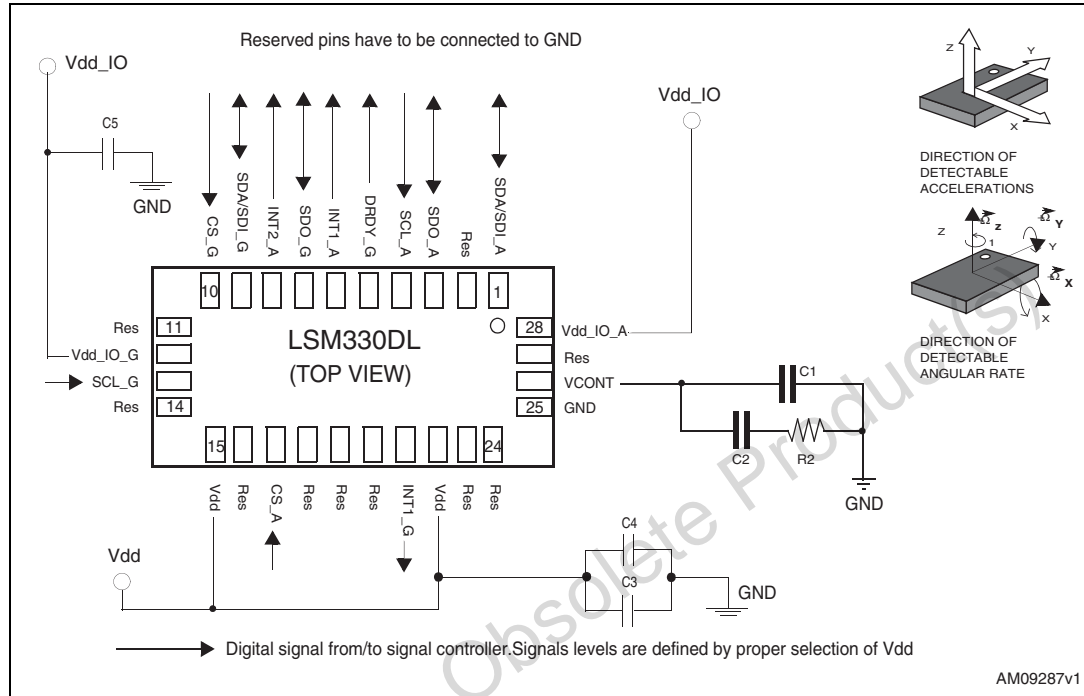 Reserved pins have to be connected to GND
Vdd_IO
C5
GND
CS_G
SDA/SDI_G
INT2_A
SDO_G
INT1_A
DRDY_G
SCL_A
SDO_A
Res
SDA/SDI_A
Vdd_IO
Z
Y
X
DIRECTION OF
DETECTABLE
ACCELERATIONS
10
1
Res
11
Vdd_IO_G
SCL_G
Res
14
LSM330DL
(TOP VIEW)
28
Vdd_IO_A
Res
VCONT
25
GND
Z
Ω z
1
Ω Y
Y
Ω X
X
DIRECTION OF
DETECTABLE
ANGULAR RATE
C1
C2
R2
GND
15
24
Vdd
Res
CS_A
Res
Res
Res
INT1_G
Vdd
Res
Res
Vdd
C4
C3
GND
Digital signal from/to signal controller.Signals levels are defined by proper selection of Vdd
AM09287v1
Obsolete Product(s)